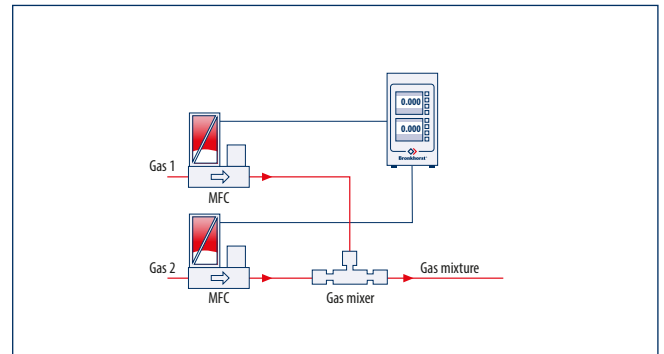 0.000
0.000
Bronkhorst®
Gas 1
MFC
Gas 2
MFC
Gas mixer
Gas mixture